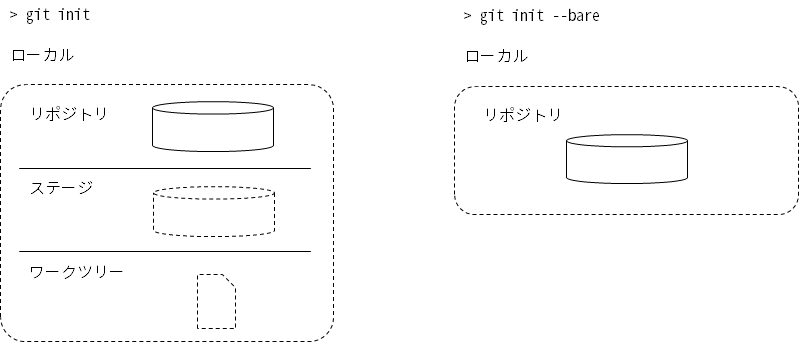 > git init
ローカル
リポジトリ
ステージ
ワークツリー
> git init --bare
ローカル
リポジトリ